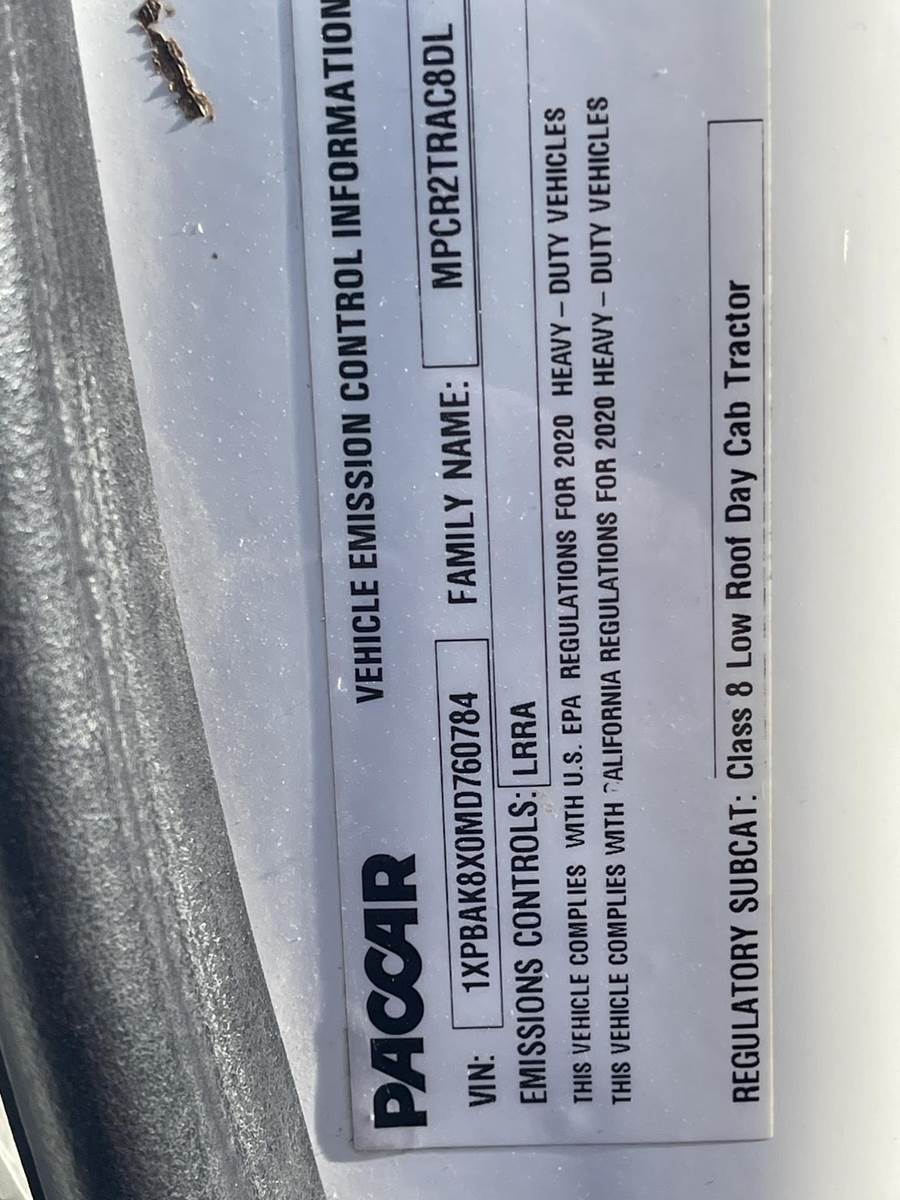 PACCAR VEHICLE EMISSION CONTROL INFORMATION
VIN: 1XPBAK8X0MD760784 FAMILY NAME: MPCR2TRAC8DL
EMISSIONS CONTROLS: LRRA
THIS VEHICLE COMPLIES WITH U.S. EPA REGULATIONS FOR 2020 HEAVY – DUTY VEHICLES
THIS VEHICLE COMPLIES WITH CALIFORNIA REGULATIONS FOR 2020 HEAVY – DUTY VEHICLES
REGULATORY SUBCAT: Class 8 Low Roof Day Cab Tractor